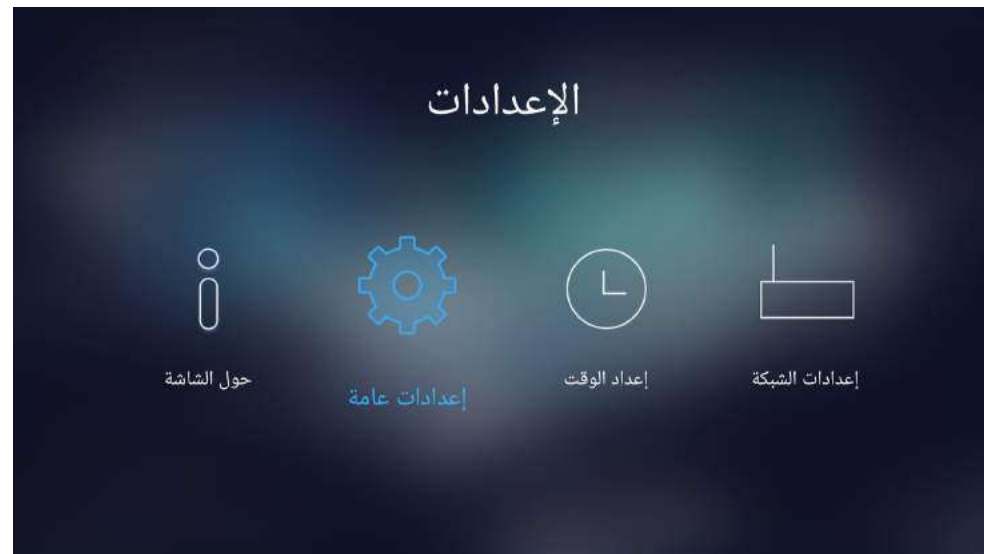 الإعدادات
إعدادات الشبكة
إعداد الوقت
إعدادات عامة
حول الشاشة